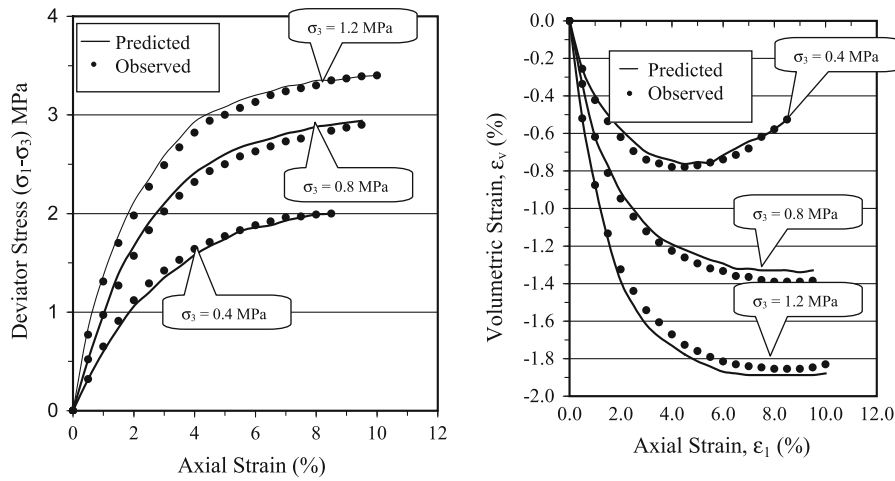 Deviator Stress (σ₁-σ₃) MPa
4
3
2
1
0
0
2
4
6
8
10
12
Axial Strain (%)
Predicted
Observed
σ₃ = 1.2 MPa
σ₃ = 0.8 MPa
σ₃ = 0.4 MPa
Volumetric Strain, εᵥ (%)
0.0
-0.2
-0.4
-0.6
-0.8
-1.0
-1.2
-1.4
-1.6
-1.8
-2.0
0.0
2.0
4.0
6.0
8.0
10.0
12.0
Axial Strain, ε₁ (%)
Predicted
Observed
σ₃ = 0.4 MPa
σ₃ = 0.8 MPa
σ₃ = 1.2 MPa